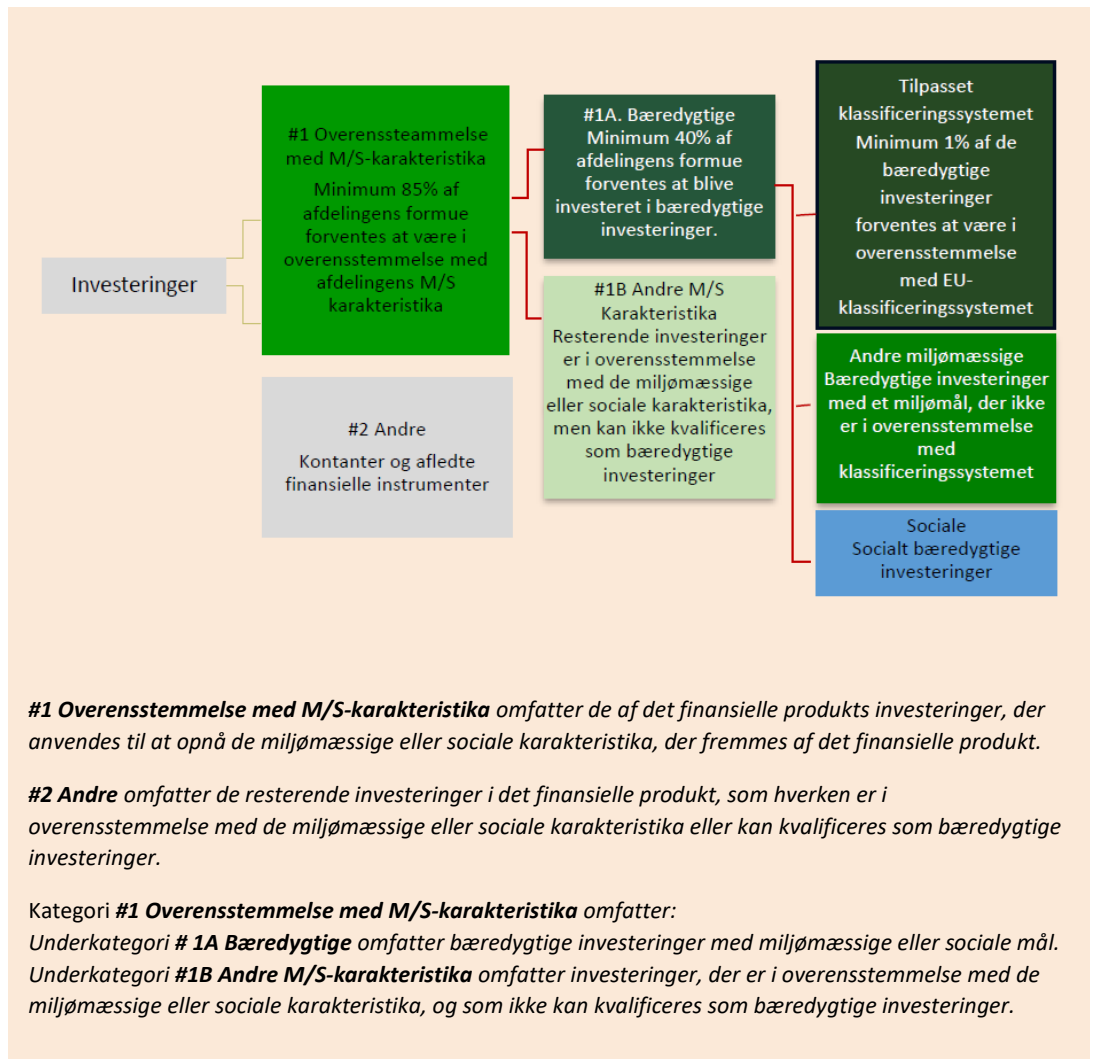 Investeringer
#1 Overenssteammelse
med M/S-karakteristika
Minimum 85% af
afdelingens formue
forventes at være i
overensstemmelse med
afdelingens M/S
karakteristika
#2 Andre
Kontanter og afledte
finansielle instrumenter
#1A. Bæredygtige
Minimum 40% af
afdelingens formue
forventes at blive
investeret i bæredygtige
investeringer.
#1B Andre M/S
Karakteristika
Resterende investeringer
er i overensstemmelse
med de miljømæssige
eller sociale karakteristika,
men kan ikke kvalificeres
som bæredygtige
investeringer
Tilpasset
klassificeringssystemet
Minimum 1% af de
bæredygtige
investeringer
forventes at være i
overensstemmelse
med EU-
klassificeringssystemet
Andre miljømæssige
Bæredygtige investeringer
med et miljømål, der ikke
er i overensstemmelse
med
klassificeringssystemet
Sociale
Socialt bæredygtige
investeringer
#1 Overensstemmelse med M/S-karakteristika omfatter de af det finansielle produkts investeringer, der
anvendes til at opnå de miljømæssige eller sociale karakteristika, der fremmes af det finansielle produkt.
#2 Andre omfatter de resterende investeringer i det finansielle produkt, som hverken er i
overensstemmelse med de miljømæssige eller sociale karakteristika eller kan kvalificeres som bæredygtige
investeringer.
Kategori #1 Overensstemmelse med M/S-karakteristika omfatter:
Underkategori # 1A Bæredygtige omfatter bæredygtige investeringer med miljømæssige eller sociale mål.
Underkategori #1B Andre M/S-karakteristika omfatter investeringer, der er i overensstemmelse med de
miljømæssige eller sociale karakteristika, og som ikke kan kvalificeres som bæredygtige investeringer.